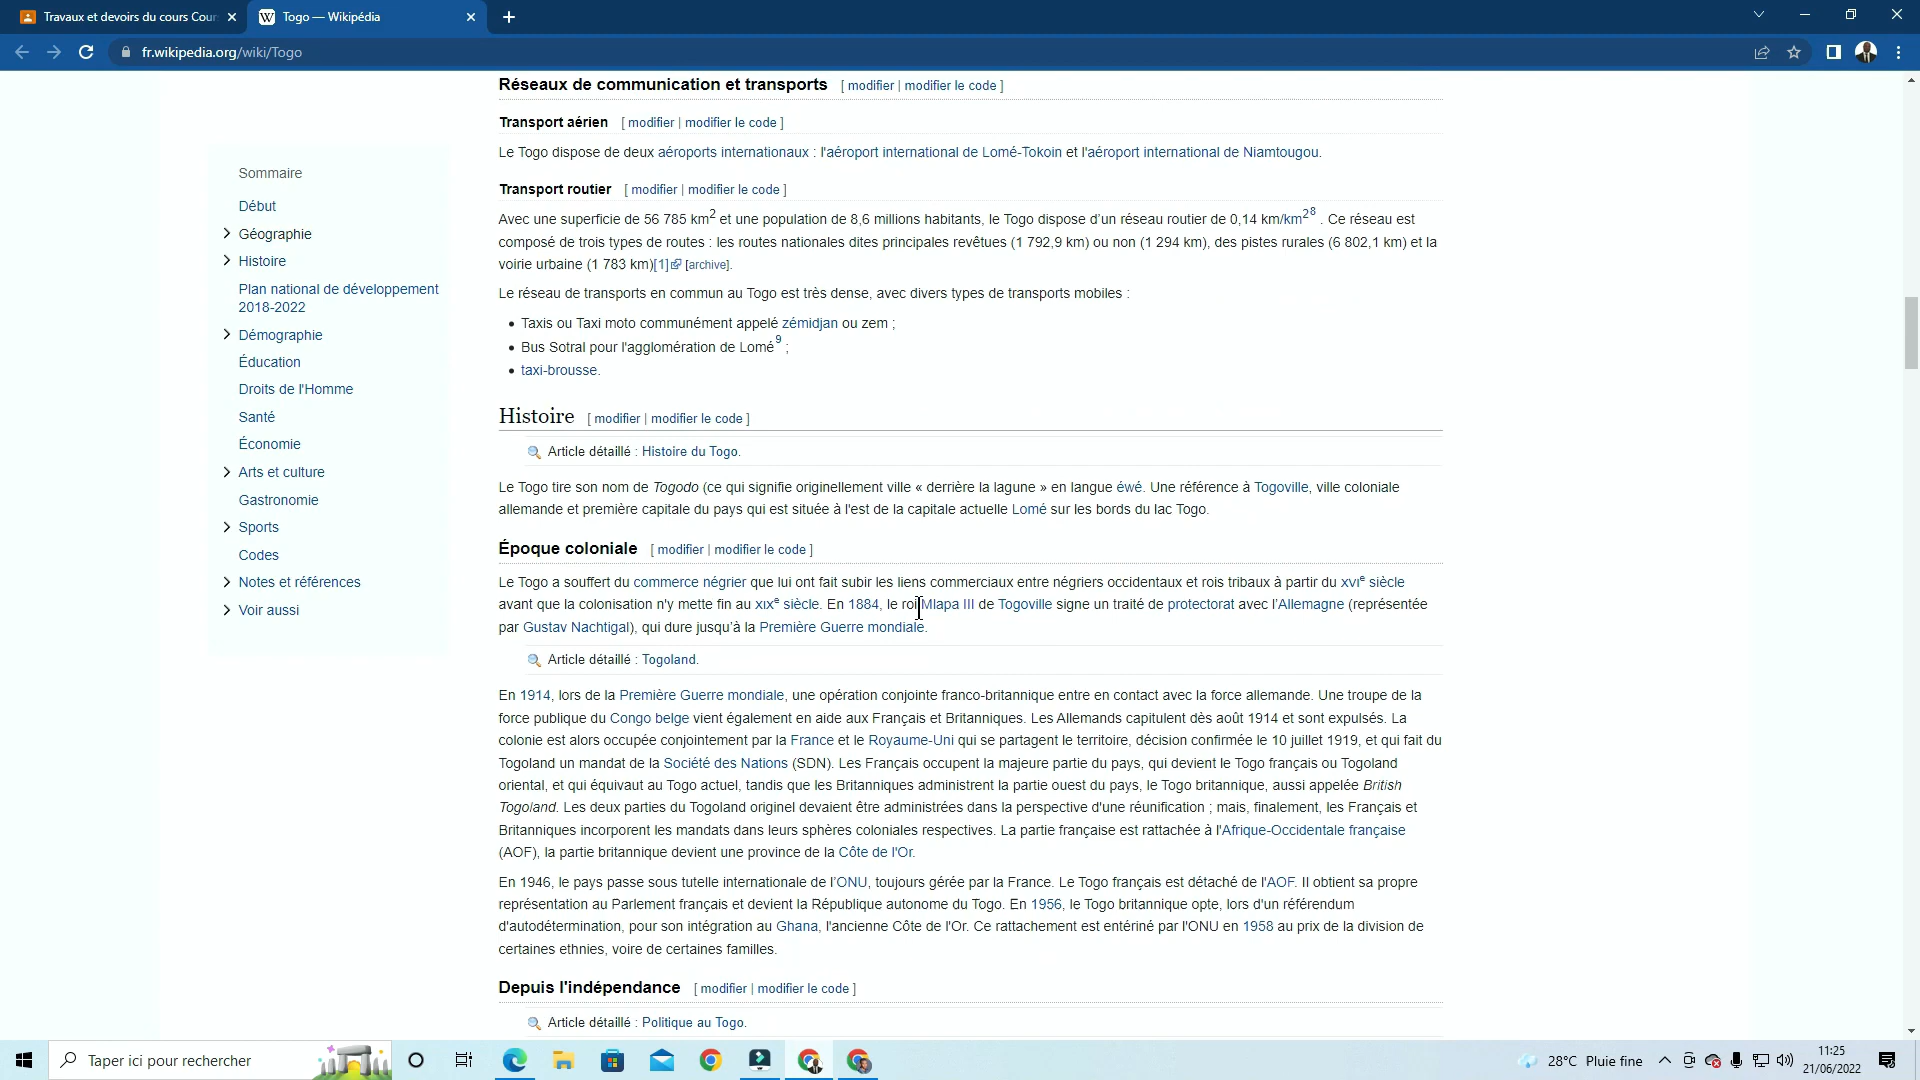 Travaux et devoirs du cours Cour
Togo — Wikipédia
fr.wikipedia.org/wiki/Togo
Réseaux de communication et transports [ modifier | modifier le code ]
Transport aérien [ modifier | modifier le code ]
Le Togo dispose de deux aéroports internationaux : l'aéroport international de Lomé-Tokoin et l'aéroport international de Niamtougou.
Transport routier [ modifier | modifier le code ]
Avec une superficie de 56 785 km² et une population de 8,6 millions habitants, le Togo dispose d'un réseau routier de 0,14 km/km²⁸ . Ce réseau est
composé de trois types de routes : les routes nationales dites principales revêtues (1 792,9 km) ou non (1 294 km), des pistes rurales (6 802,1 km) et la
voirie urbaine (1 783 km)[1] [archive].
Le réseau de transports en commun au Togo est très dense, avec divers types de transports mobiles :
• Taxis ou Taxi moto communément appelé zémidjan ou zem ;
• Bus Sotral pour l'agglomération de Lomé⁹ ;
• taxi-brousse.
Histoire [ modifier | modifier le code ]
Article détaillé : Histoire du Togo.
Le Togo tire son nom de Togodo (ce qui signifie originellement ville « derrière la lagune » en langue éwé. Une référence à Togoville, ville coloniale
allemande et première capitale du pays qui est située à l'est de la capitale actuelle Lomé sur les bords du lac Togo.
Époque coloniale [ modifier | modifier le code ]
Le Togo a souffert du commerce négrier que lui ont fait subir les liens commerciaux entre négriers occidentaux et rois tribaux à partir du XVIe siècle
avant que la colonisation n'y mette fin au XIXe siècle. En 1884, le roi Mlapa III de Togoville signe un traité de protectorat avec l'Allemagne (représentée
par Gustav Nachtigal), qui dure jusqu'à la Première Guerre mondiale.
Article détaillé : Togoland.
En 1914, lors de la Première Guerre mondiale, une opération conjointe franco-britannique entre en contact avec la force allemande. Une troupe de la
force publique du Congo belge vient également en aide aux Français et Britanniques. Les Allemands capitulent dès août 1914 et sont expulsés. La
colonie est alors occupée conjointement par la France et le Royaume-Uni qui se partagent le territoire, décision confirmée le 10 juillet 1919, et qui fait du
Togoland un mandat de la Société des Nations (SDN). Les Français occupent la majeure partie du pays, qui devient le Togo français ou Togoland
oriental, et qui équivaut au Togo actuel, tandis que les Britanniques administrent la partie ouest du pays, le Togo britannique, aussi appelée British
Togoland. Les deux parties du Togoland originel devaient être administrées dans la perspective d'une réunification ; mais, finalement, les Français et
Britanniques incorporent les mandats dans leurs sphères coloniales respectives. La partie française est rattachée à l'Afrique-Occidentale française
(AOF), la partie britannique devient une province de la Côte de l'Or.
En 1946, le pays passe sous tutelle internationale de l'ONU, toujours gérée par la France. Le Togo français est détaché de l'AOF. Il obtient sa propre
représentation au Parlement français et devient la République autonome du Togo. En 1956, le Togo britannique opte, lors d'un référendum
d'autodétermination, pour son intégration au Ghana, l'ancienne Côte de l'Or. Ce rattachement est entériné par l'ONU en 1958 au prix de la division de
certaines ethnies, voire de certaines familles.
Depuis l'indépendance [ modifier | modifier le code ]
Article détaillé : Politique au Togo.
Sommaire
Début
Géographie
Histoire
Plan national de développement
2018-2022
Démographie
Éducation
Droits de l'Homme
Santé
Économie
Arts et culture
Gastronomie
Sports
Codes
Notes et références
Voir aussi
Taper ici pour rechercher
28°C Pluie fine
11:25
21/06/2022